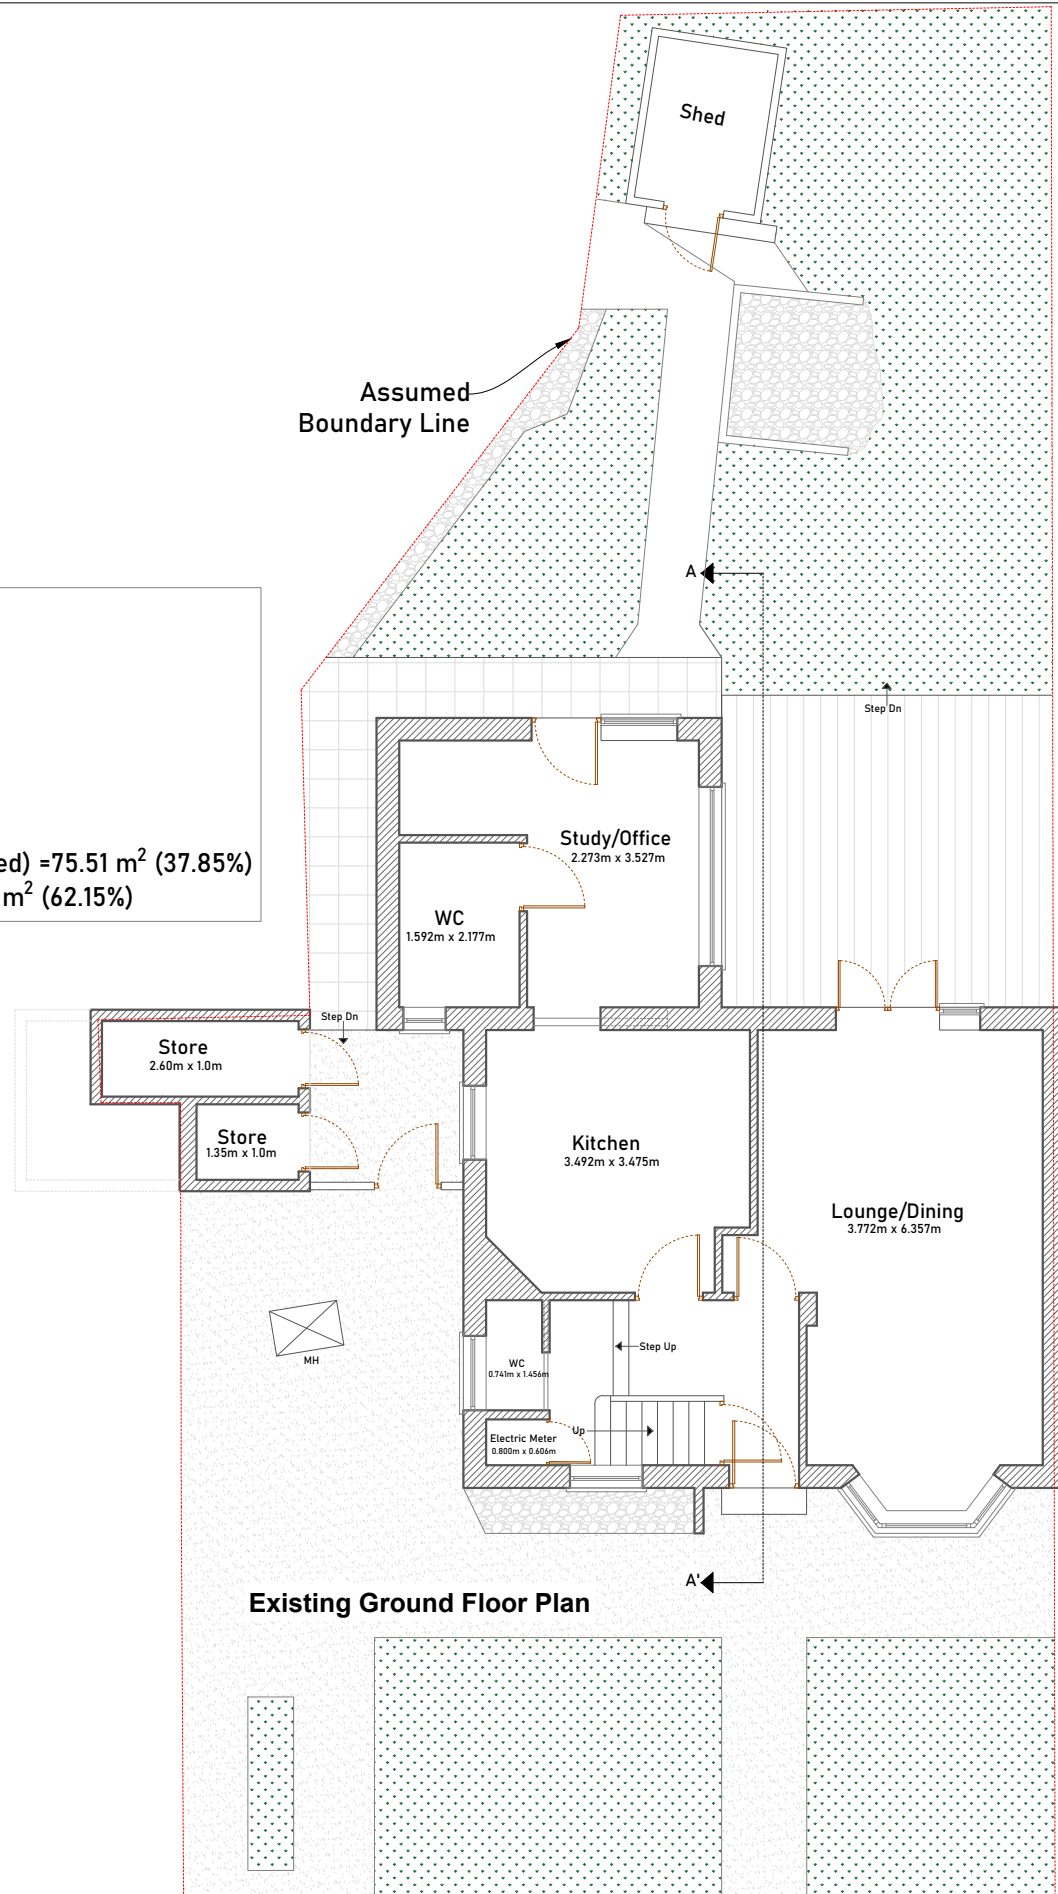 Shed
Assumed
Boundary Line
A
Step Dn
ed) =75.51 m² (37.85%)
m² (62.15%)
Study/Office
2.273m x 3.527m
WC
1.592m x 2.177m
Step Dn
Store
2.60m x 1.0m
Store
1.35m x 1.0m
Kitchen
3.492m x 3.475m
Lounge/Dining
3.772m x 6.357m
MH
WC
0.741m x 1.456m
Step Up
Up
Electric Meter
0.800m x 0.606m
A'
Existing Ground Floor Plan